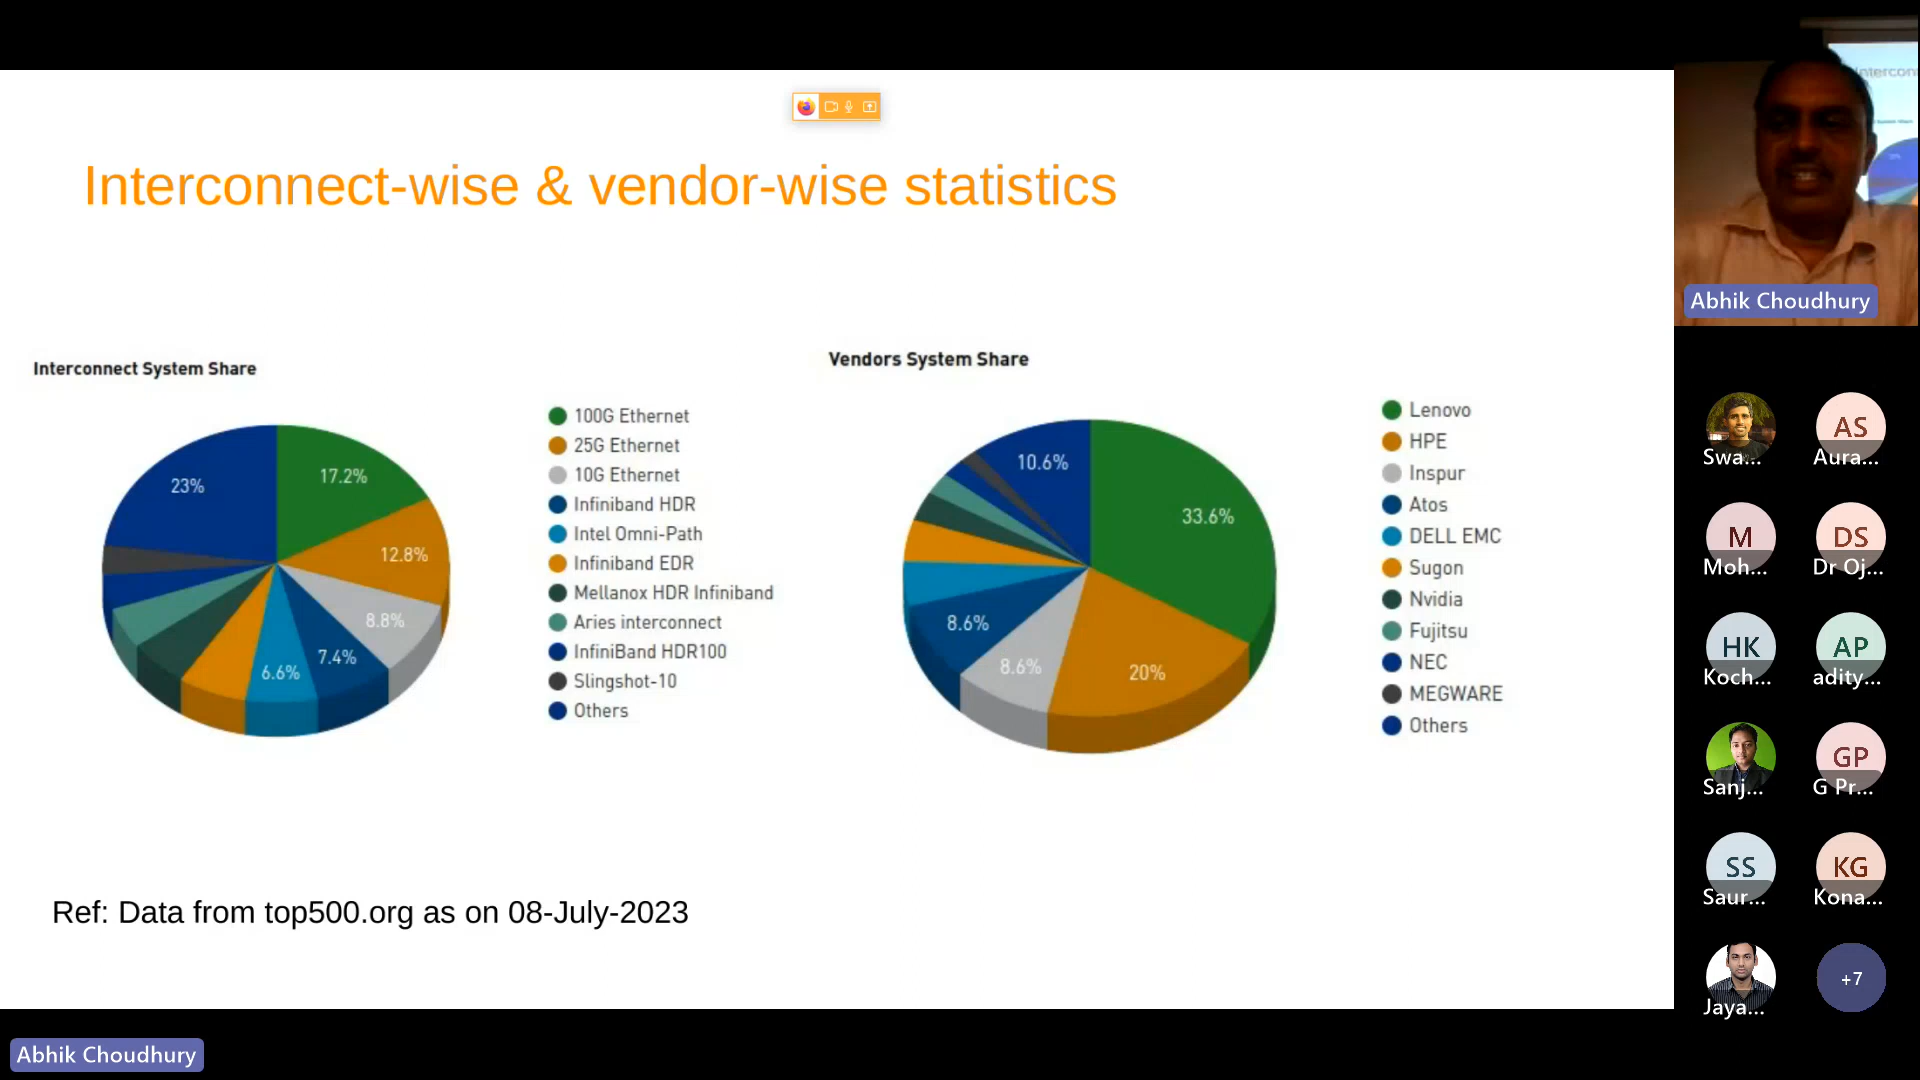 Interconnect-wise & vendor-wise statistics
Interconnect System Share
23%
17.2%
12.8%
8.8%
7.4%
6.6%
100G Ethernet
25G Ethernet
10G Ethernet
Infiniband HDR
Intel Omni-Path
Infiniband EDR
Mellanox HDR Infiniband
Aries interconnect
InfiniBand HDR100
Slingshot-10
Others
Vendors System Share
10.6%
33.6%
8.6%
8.6%
20%
Lenovo
HPE
Inspur
Atos
DELL EMC
Sugon
Nvidia
Fujitsu
NEC
MEGWARE
Others
Ref: Data from top500.org as on 08-July-2023
Abhik Choudhury
Abhik Choudhury
Swa...
AS
Aura...
M
Moh...
DS
Dr Oj...
HK
Koch...
AP
adity...
Sanj...
GP
G Pr...
SS
Saur...
KG
Kona...
Jaya...
+7